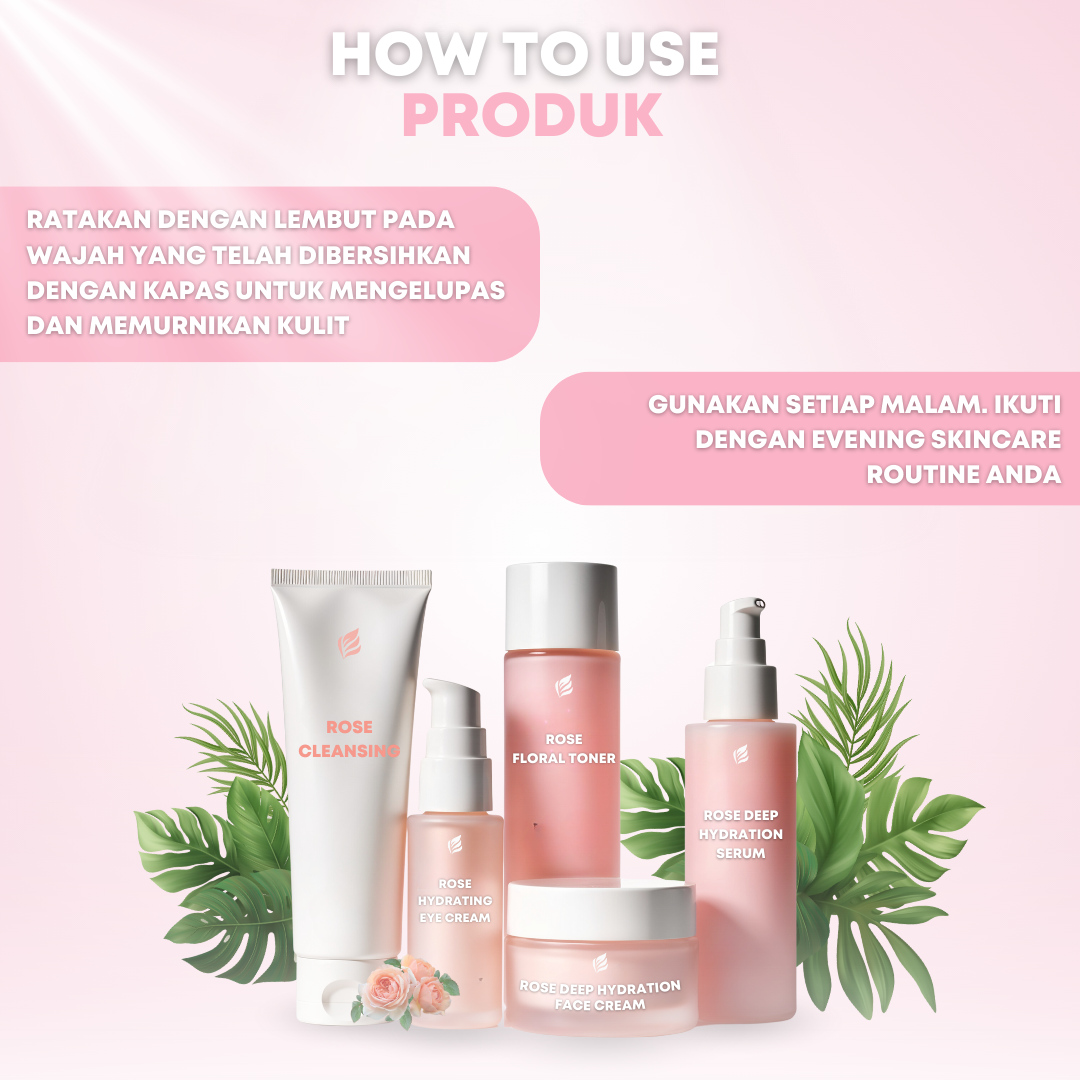 HOW TO USE
PRODUK
RATAKAN DENGAN LEMBUT PADA
WAJAH YANG TELAH DIBERSIHKAN
DENGAN KAPAS UNTUK MENGELUPAS
DAN MEMURNIKAN KULIT
GUNAKAN SETIAP MALAM. IKUTI
DENGAN EVENING SKINCARE
ROUTINE ANDA
ROSE
CLEANSING
ROSE
HYDRATING
EYE CREAM
ROSE
FLORAL TONER
ROSE DEEP HYDRATION
FACE CREAM
ROSE DEEP
HYDRATION
SERUM